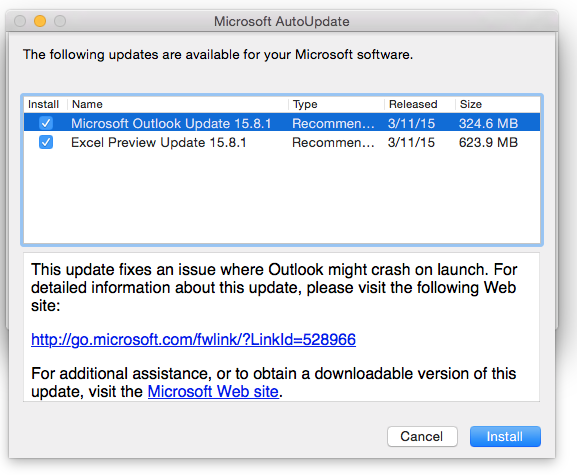 Microsoft AutoUpdate
The following updates are available for your Microsoft software.
Install Name Type Released Size
Microsoft Outlook Update 15.8.1 Recommen... 3/11/15 324.6 MB
Excel Preview Update 15.8.1 Recommen... 3/11/15 623.9 MB
This update fixes an issue where Outlook might crash on launch. For
detailed information about this update, please visit the following Web
site:
http://go.microsoft.com/fwlink/?LinkId=528966
For additional assistance, or to obtain a downloadable version of this
update, visit the Microsoft Web site.
Cancel Install